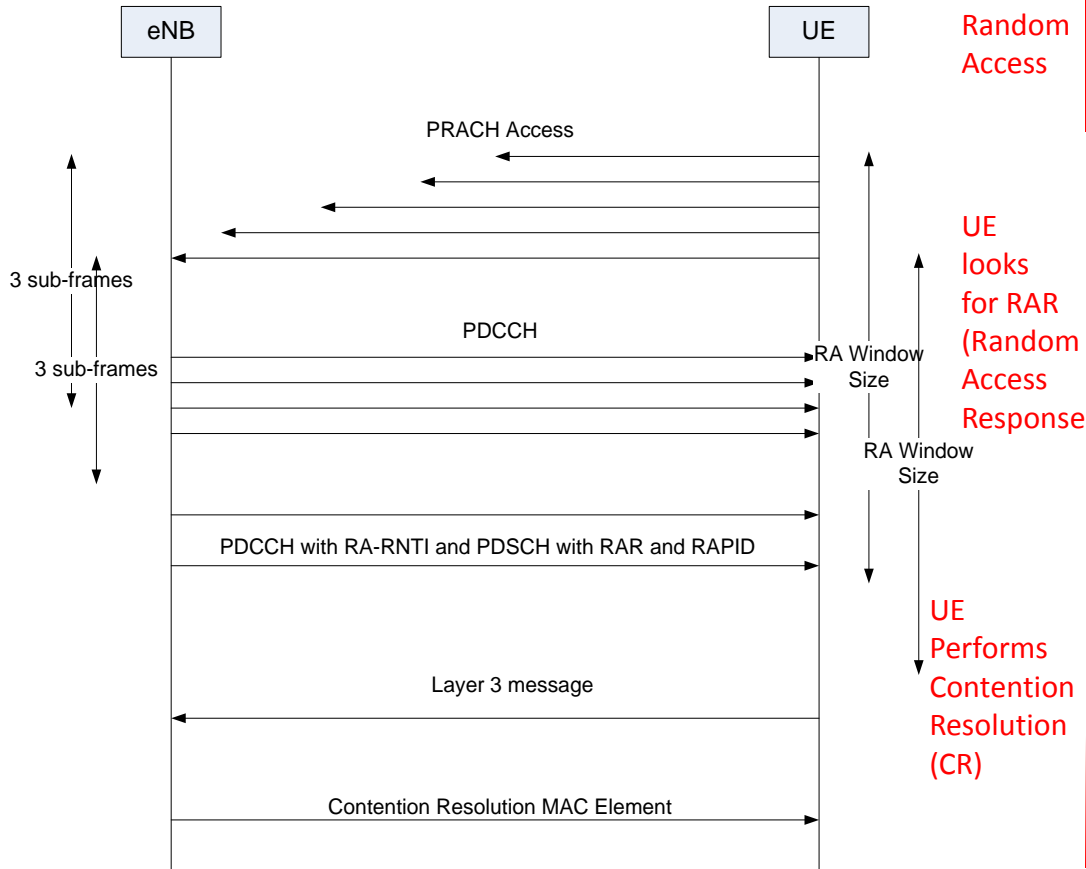 eNB
UE
Random
Access
PRACH Access
UE
looks
for RAR
(Random
Access
Response
3 sub-frames
PDCCH
RA Window
Size
3 sub-frames
RA Window
Size
PDCCH with RA-RNTI and PDSCH with RAR and RAPID
UE
Performs
Contention
Resolution
(CR)
Layer 3 message
Contention Resolution MAC Element